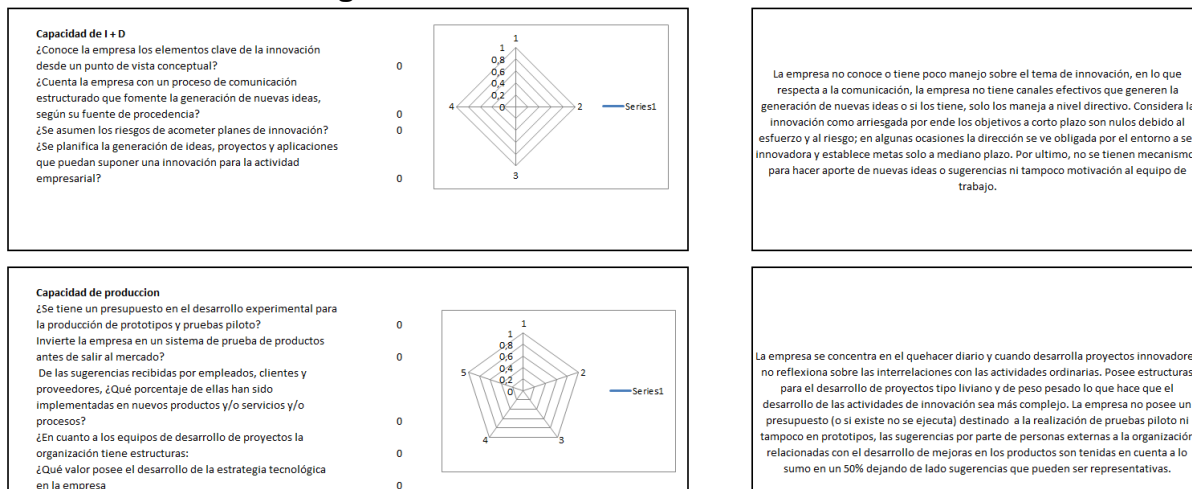 Capacidad de I + D
¿Conoce la empresa los elementos clave de la innovación
desde un punto de vista conceptual? 0
¿Cuenta la empresa con un proceso de comunicación
estructurado que fomente la generación de nuevas ideas,
según su fuente de procedencia? 0
¿Se asumen los riesgos de acometer planes de innovación? 0
¿Se planifica la generación de ideas, proyectos y aplicaciones
que puedan suponer una innovación para la actividad
empresarial? 0
1
1
0,8
0,6
0,4
0,2
0
4
2
3
Series1
La empresa no conoce o tiene poco manejo sobre el tema de innovación, en lo que
respecta a la comunicación, la empresa no tiene canales efectivos que generen la
generación de nuevas ideas o si los tiene, solo los maneja a nivel directivo. Considera la
innovación como arriesgada por ende los objetivos a corto plazo son nulos debido al
esfuerzo y al riesgo; en algunas ocasiones la dirección se ve obligada por el entorno a se
innovadora y establece metas solo a mediano plazo. Por ultimo, no se tienen mecanismo
para hacer aporte de nuevas ideas o sugerencias ni tampoco motivación al equipo de
trabajo.
Capacidad de produccion
¿Se tiene un presupuesto en el desarrollo experimental para
la producción de prototipos y pruebas piloto? 0
Invierte la empresa en un sistema de prueba de productos
antes de salir al mercado? 0
De las sugerencias recibidas por empleados, clientes y
proveedores, ¿Qué porcentaje de ellas han sido
implementadas en nuevos productos y/o servicios y/o
procesos? 0
¿En cuanto a los equipos de desarrollo de proyectos la
organización tiene estructuras: 0
¿Qué valor posee el desarrollo de la estrategia tecnológica
en la empresa 0
1
1
0,8
0,6
0,4
0,2
0
5
2
4
3
Series1
La empresa se concentra en el quehacer diario y cuando desarrolla proyectos innovadore
no reflexiona sobre las interrelaciones con las actividades ordinarias. Posee estructuras
para el desarrollo de proyectos tipo liviano y de peso pesado lo que hace que el
desarrollo de las actividades de innovación sea más complejo. La empresa no posee un
presupuesto (o si existe no se ejecuta) destinado a la realización de pruebas piloto ni
tampoco en prototipos, las sugerencias por parte de personas externas a la organización
relacionadas con el desarrollo de mejoras en los productos son tenidas en cuenta a lo
sumo en un 50% dejando de lado sugerencias que pueden ser representativas.